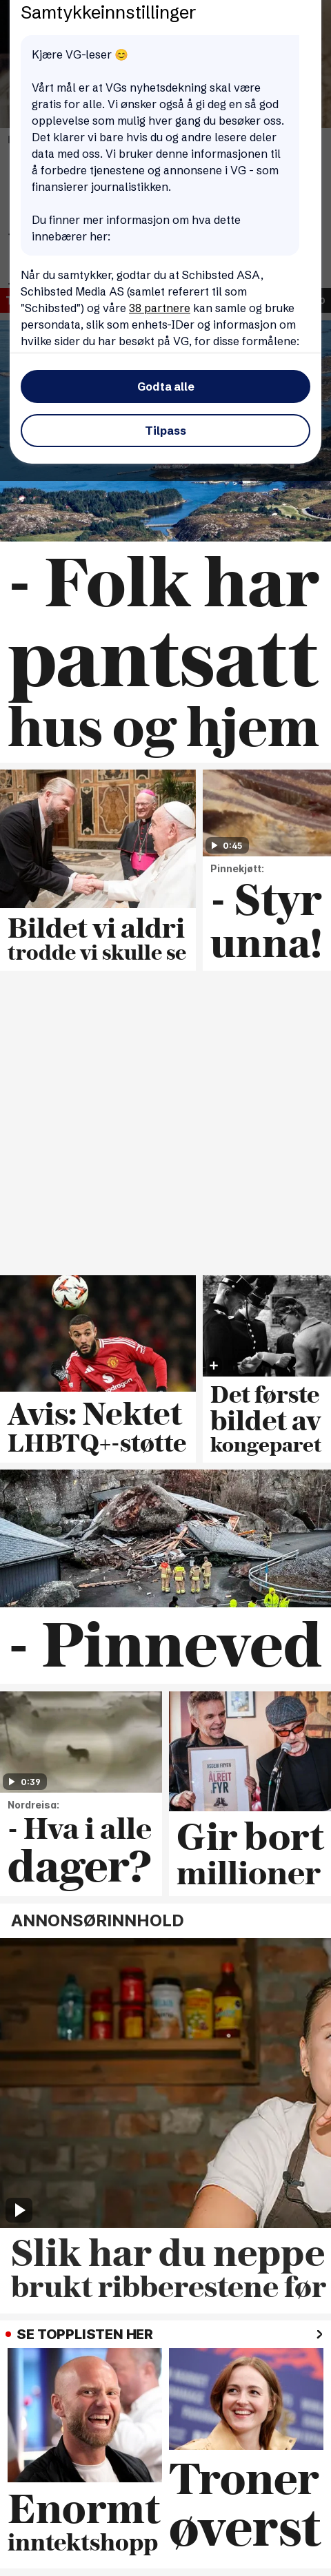 Samtykkeinnstillinger
Kjære VG-leser 😊
Vårt mål er at VGs nyhetsdekning skal være
gratis for alle. Vi ønsker også å gi deg en så god
opplevelse som mulig hver gang du besøker oss.
Det klarer vi bare hvis du og andre lesere deler
data med oss. Vi bruker denne informasjonen til
å forbedre tjenestene og annonsene i VG - som
finansierer journalistikken.
Du finner mer informasjon om hva dette
innebærer her:
Når du samtykker, godtar du at Schibsted ASA,
Schibsted Media AS (samlet referert til som
"Schibsted") og våre 38 partnere kan samle og bruke
persondata, slik som enhets-IDer og informasjon om
hvilke sider du har besøkt på VG, for disse formålene:
Godta alle
Tilpass
- Folk har
pantsatt
hus og hjem
Bildet vi aldri
trodde vi skulle se
0:45
Pinnekjøtt:
- Styr
unna!
Avis: Nektet
LHBTQ+-støtte
Det første
bildet av
kongeparet
- Pinneved
0:39
Nordreisa:
- Hva i alle
dager?
Gir bort
millioner
ANNONSØRINNHOLD
Slik har du neppe
brukt ribberestene før
SE TOPPLISTEN HER
Enormt
inntektshopp
Troner
øverst